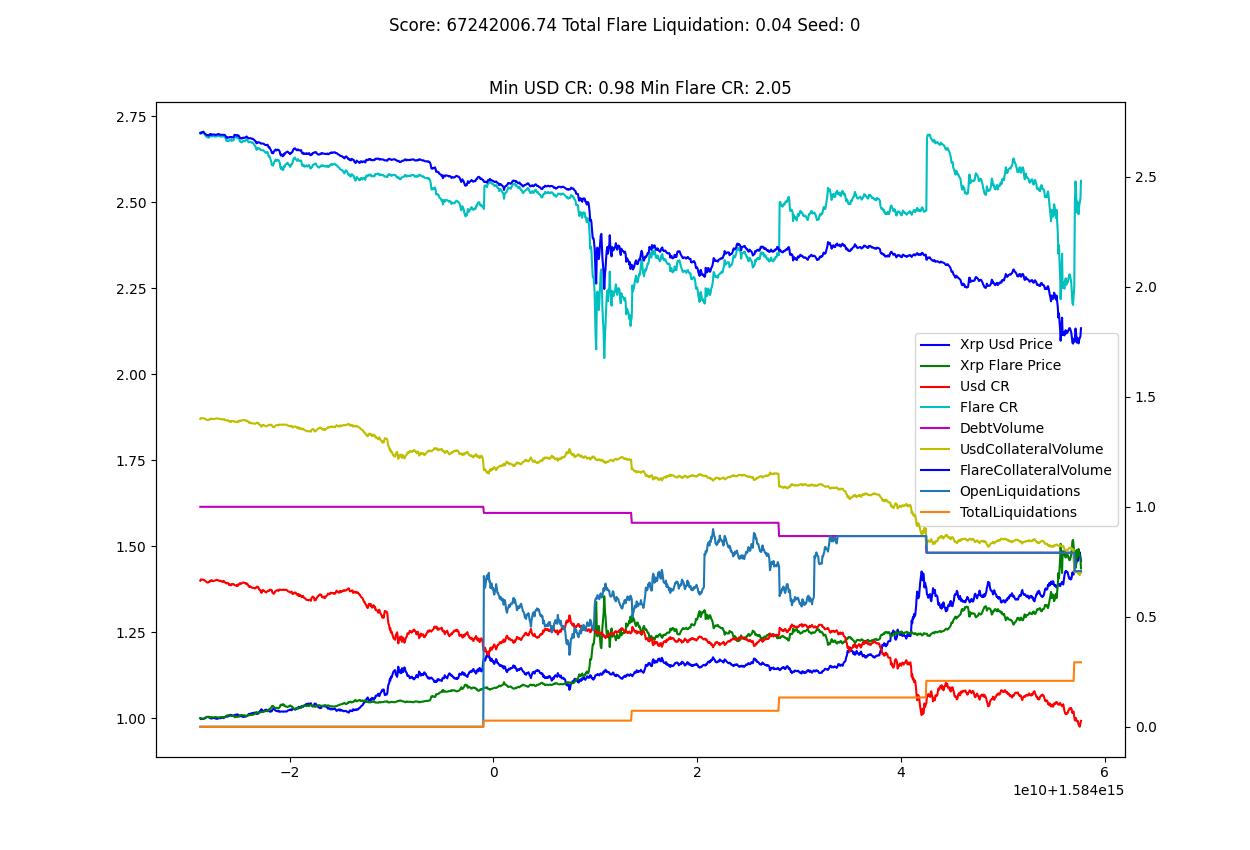 Score: 67242006.74 Total Flare Liquidation: 0.04 Seed: 0
Min USD CR: 0.98 Min Flare CR: 2.05
2.75
2.50
2.25
2.00
1.75
1.50
1.25
1.00
2.5
2.0
1.5
1.0
0.5
0.0
Xrp Usd Price
Xrp Flare Price
Usd CR
Flare CR
DebtVolume
UsdCollateralVolume
FlareCollateralVolume
OpenLiquidations
TotalLiquidations
−2 0 2 4 6
1e10+1.584e15